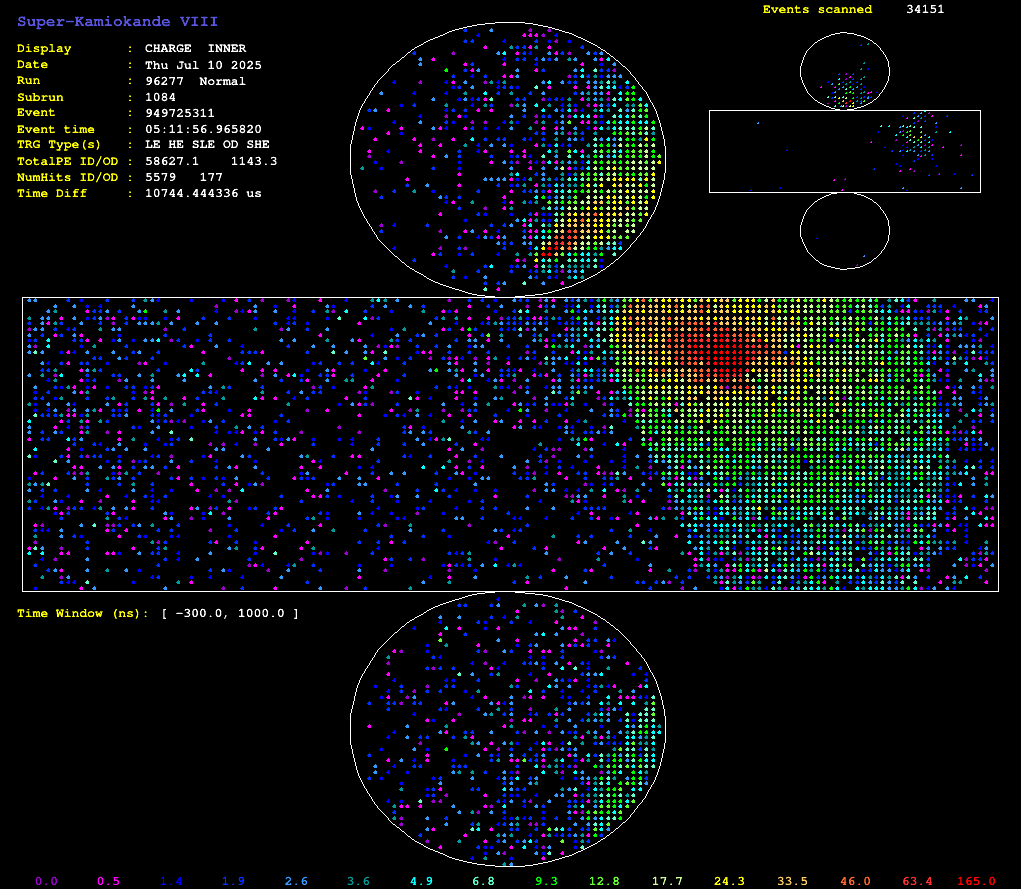 Super-Kamiokande VIII
Events scanned 34151
Display : CHARGE INNER
Date : Thu Jul 10 2025
Run : 96277 Normal
Subrun : 1084
Event : 949725311
Event time : 05:11:56.965820
TRG Type(s) : LE HE SLE OD SHE
TotalPE ID/OD : 58627.1 1143.3
NumHits ID/OD : 5579 177
Time Diff : 10744.444336 us
Time Window (ns): [ -300.0, 1000.0 ]
0.0 0.5 1.4 1.9 2.6 3.6 4.9 6.8 9.3 12.8 17.7 24.3 33.5 46.0 63.4 165.0